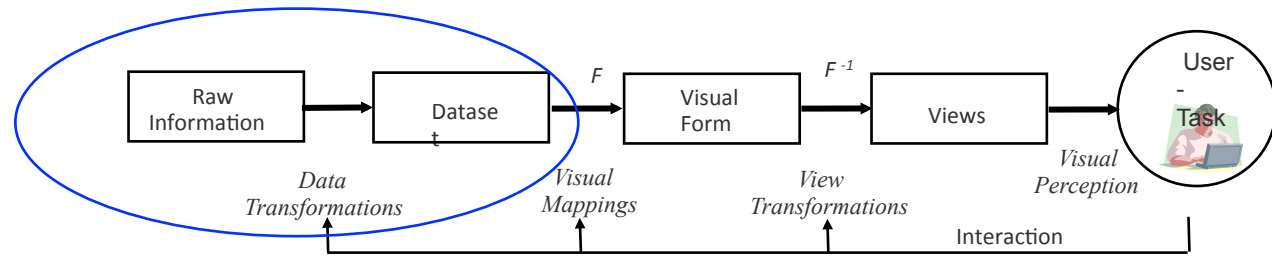 Raw
Information
Datase
t
F
Visual
Form
F -1
Views
User
-
Task
Data
Transformations
Visual
Mappings
View
Transformations
Visual
Perception
Interaction